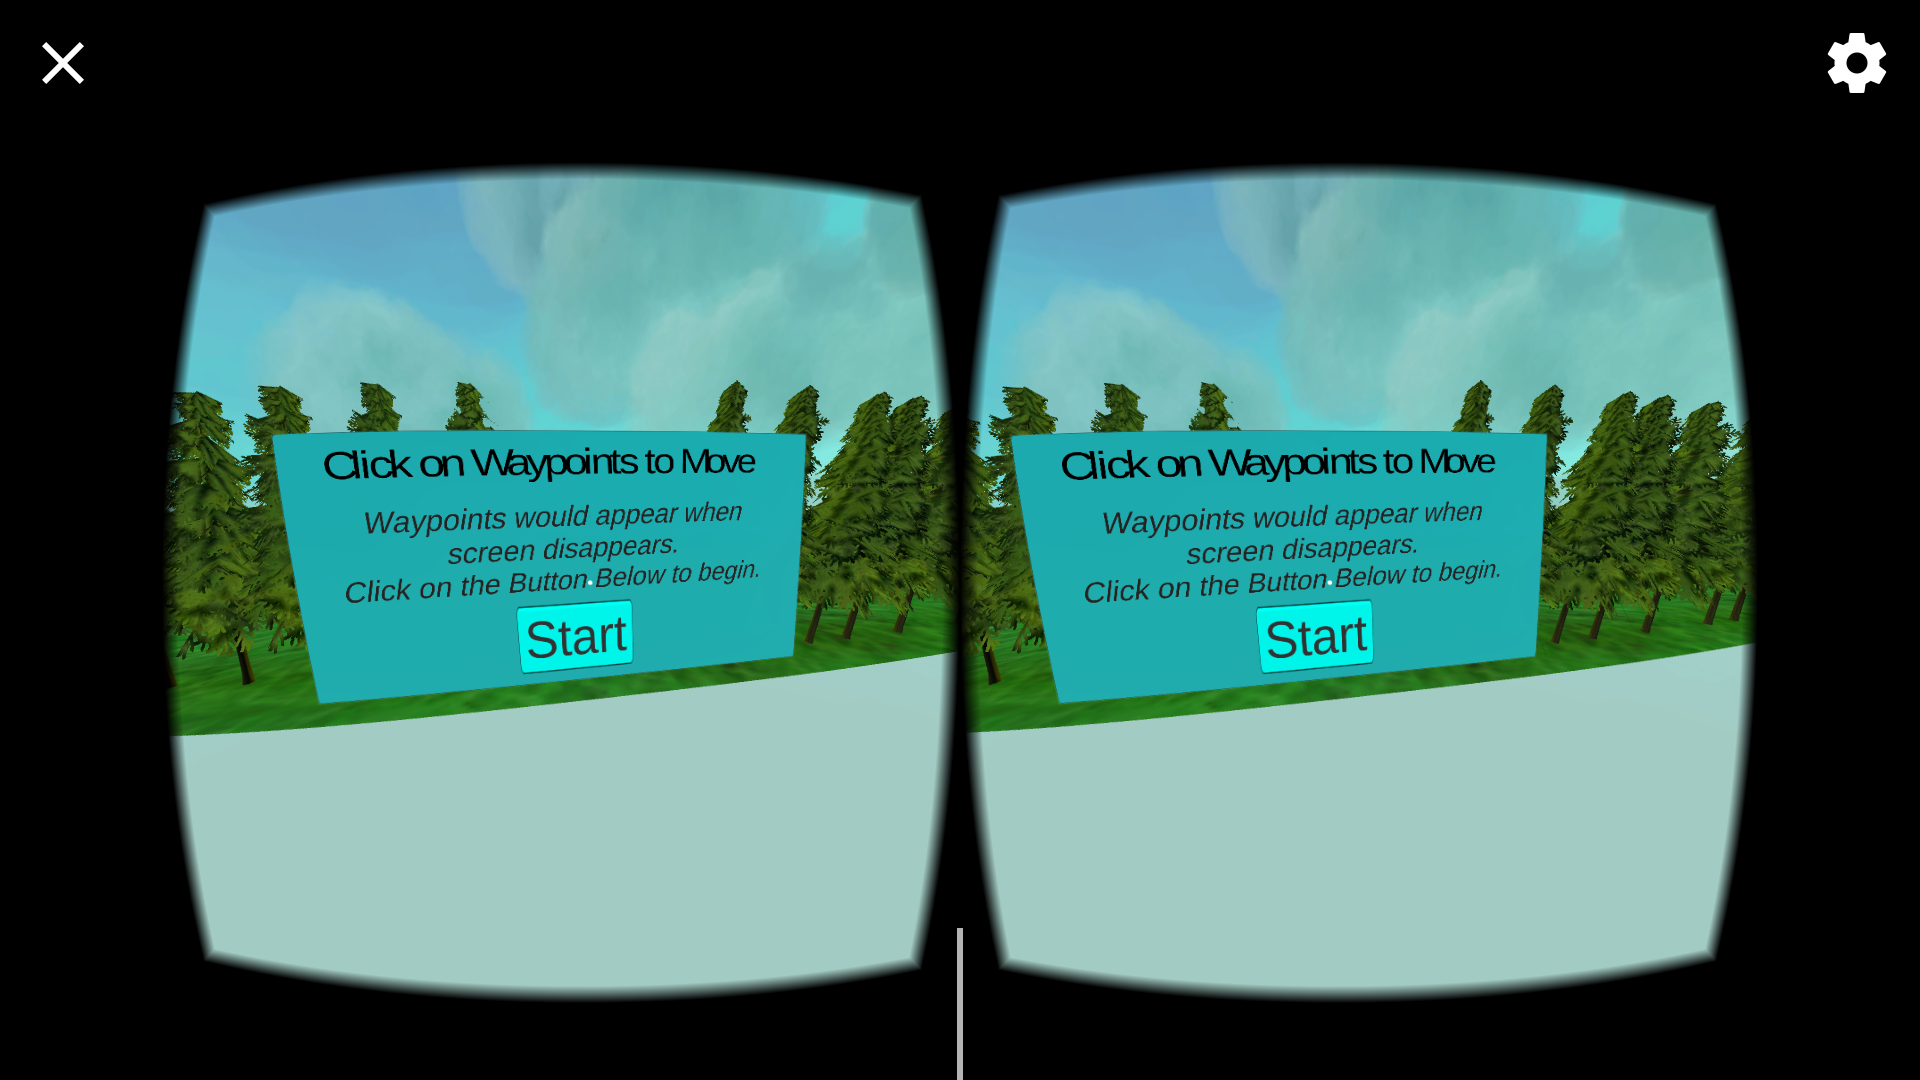 Click on Waypoints to Move
Waypoints would appear when
screen disappears.
Click on the Button Below to begin.
Start
Click on Waypoints to Move
Waypoints would appear when
screen disappears.
Click on the Button Below to begin.
Start